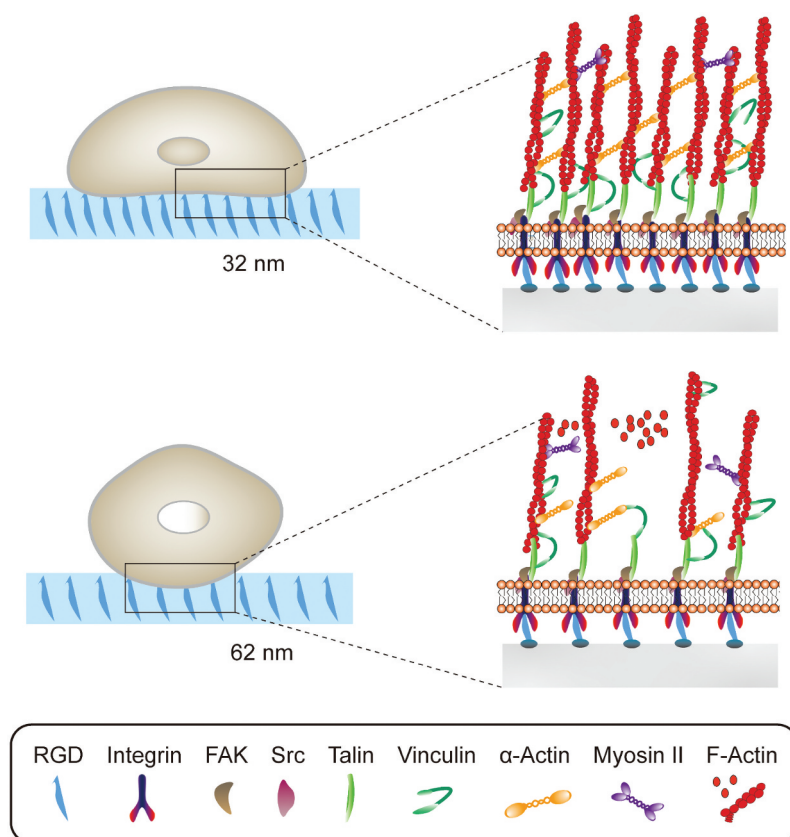 32 nm
62 nm
RGD Integrin FAK Src Talin Vinculin α-Actin Myosin II F-Actin